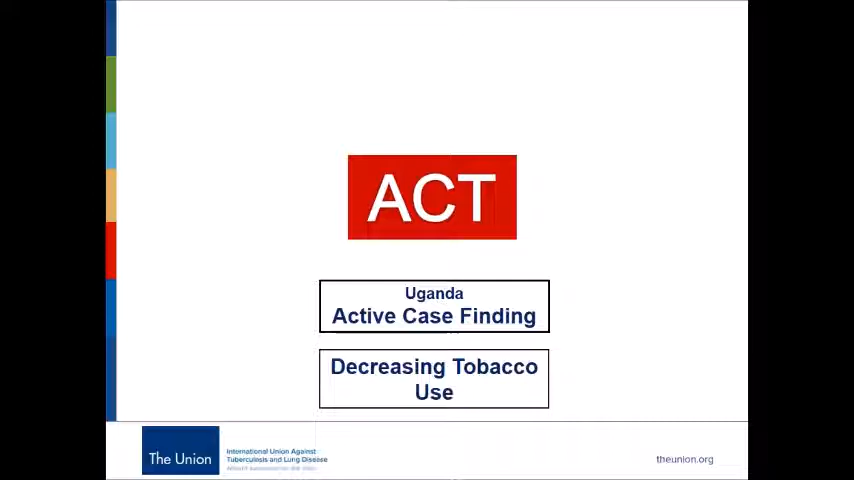 ACT
Uganda
Active Case Finding
Decreasing Tobacco
Use
The Union
International Union Against
Tuberculosis and Lung Disease
theunion.org